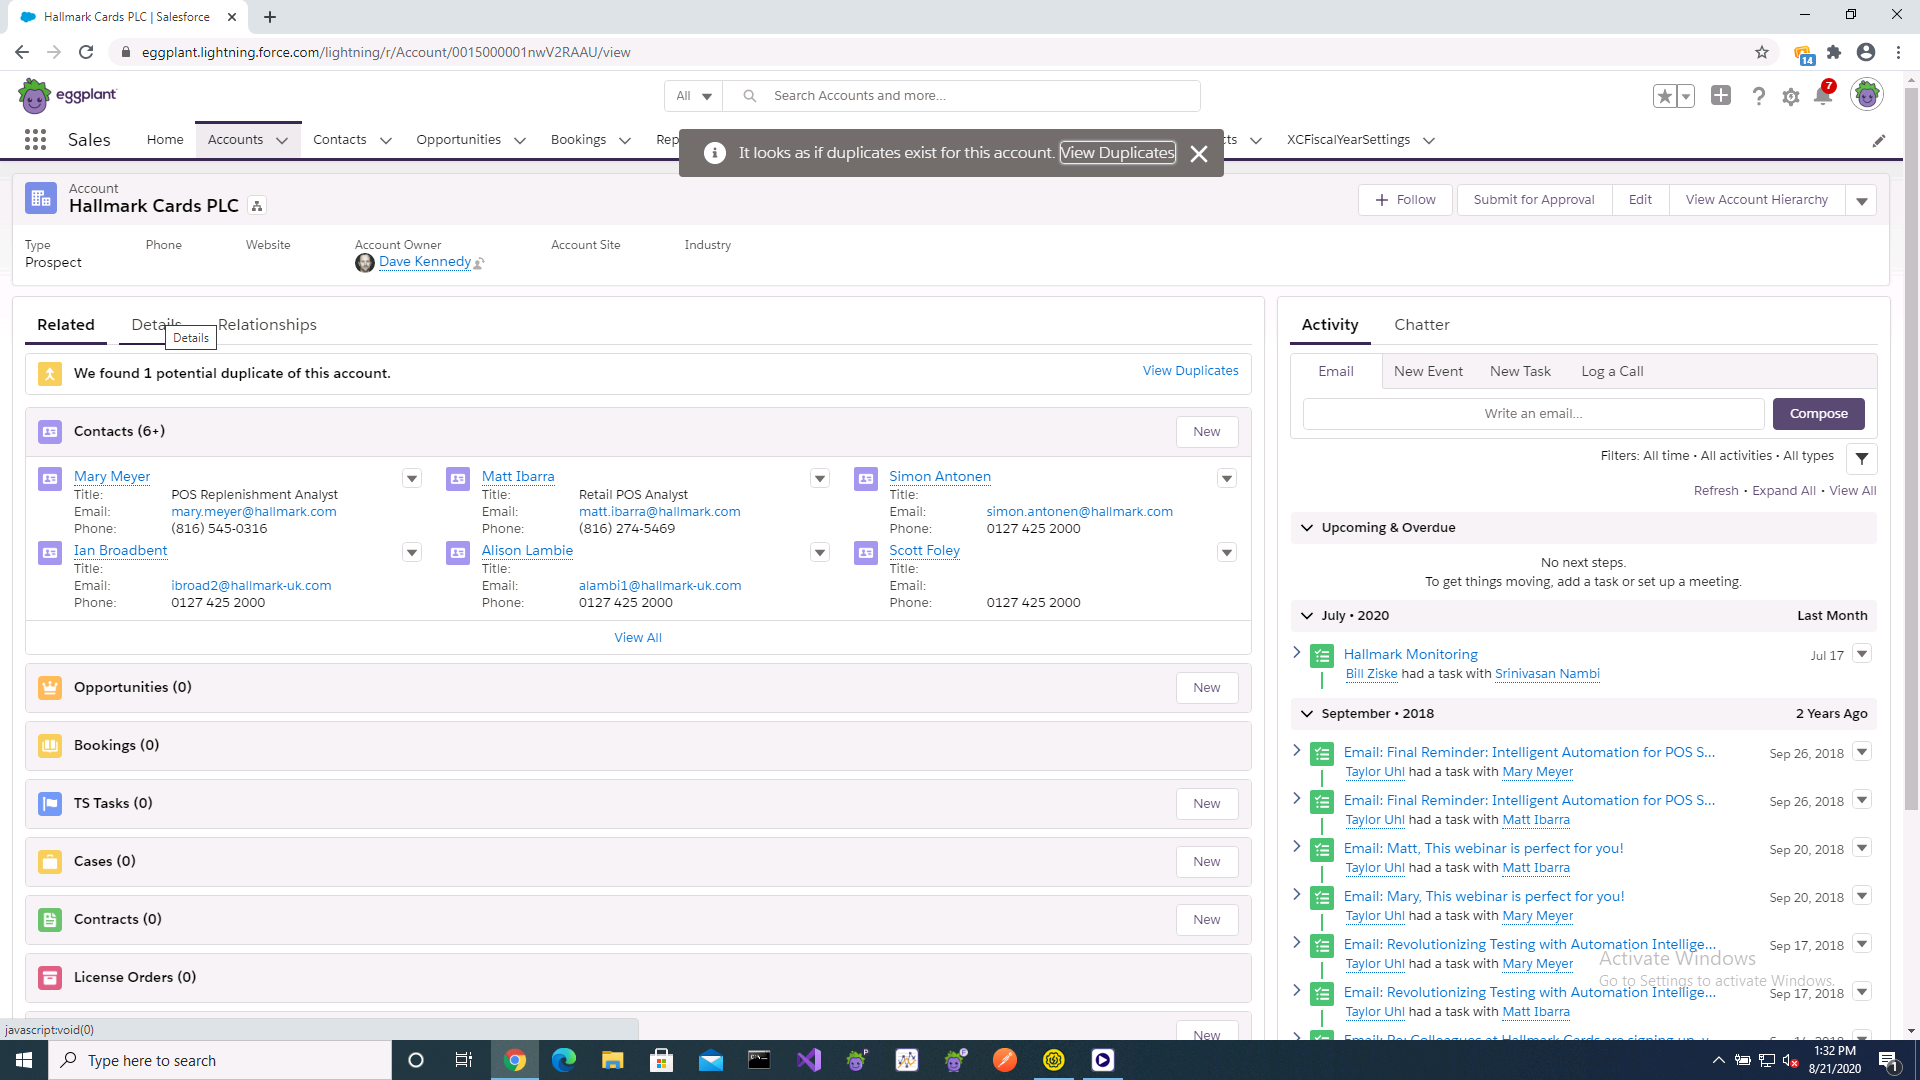 Hallmark Cards PLC | Salesforce
eggplant.lightning.force.com/lightning/r/Account/0015000001nwV2RAAU/view
14
eggplant
All
Search Accounts and more...
7
Sales
Home
Accounts
Contacts
Opportunities
Bookings
Rep
XCFiscalYearSettings
It looks as if duplicates exist for this account. View Duplicates
Account
Hallmark Cards PLC
Follow
Submit for Approval
Edit
View Account Hierarchy
Type
Prospect
Phone
Website
Account Owner
Dave Kennedy
Account Site
Industry
Related
Details
Relationships
Details
We found 1 potential duplicate of this account.
View Duplicates
Contacts (6+)
New
Mary Meyer
Title: POS Replenishment Analyst
Email: mary.meyer@hallmark.com
Phone: (816) 545-0316
Matt Ibarra
Title: Retail POS Analyst
Email: matt.ibarra@hallmark.com
Phone: (816) 274-5469
Simon Antonen
Title:
Email: simon.antonen@hallmark.com
Phone: 0127 425 2000
Ian Broadbent
Title:
Email: ibroad2@hallmark-uk.com
Phone: 0127 425 2000
Alison Lambie
Title:
Email: alambi1@hallmark-uk.com
Phone: 0127 425 2000
Scott Foley
Title:
Email:
Phone: 0127 425 2000
View All
Opportunities (0)
New
Bookings (0)
TS Tasks (0)
New
Cases (0)
New
Contracts (0)
New
License Orders (0)
New
Activity
Chatter
Email
New Event
New Task
Log a Call
Write an email...
Compose
Filters: All time • All activities • All types
Refresh • Expand All • View All
Upcoming & Overdue
No next steps.
To get things moving, add a task or set up a meeting.
July • 2020
Last Month
Hallmark Monitoring
Jul 17
Bill Ziske had a task with Srinivasan Nambi
September • 2018
2 Years Ago
Email: Final Reminder: Intelligent Automation for POS S...
Sep 26, 2018
Taylor Uhl had a task with Mary Meyer
Email: Final Reminder: Intelligent Automation for POS S...
Sep 26, 2018
Taylor Uhl had a task with Matt Ibarra
Email: Matt, This webinar is perfect for you!
Sep 20, 2018
Taylor Uhl had a task with Matt Ibarra
Email: Mary, This webinar is perfect for you!
Sep 20, 2018
Taylor Uhl had a task with Mary Meyer
Email: Revolutionizing Testing with Automation Intellige...
Sep 17, 2018
Taylor Uhl had a task with Mary Meyer
Email: Revolutionizing Testing with Automation Intellige...
Sep 17, 2018
Taylor Uhl had a task with Matt Ibarra
Email: Re: Colleagues at Hallmark Cards are signing
Activate Windows
Go to Settings to activate Windows.
javascript:void(0)
Type here to search
1:32 PM
8/21/2020
1